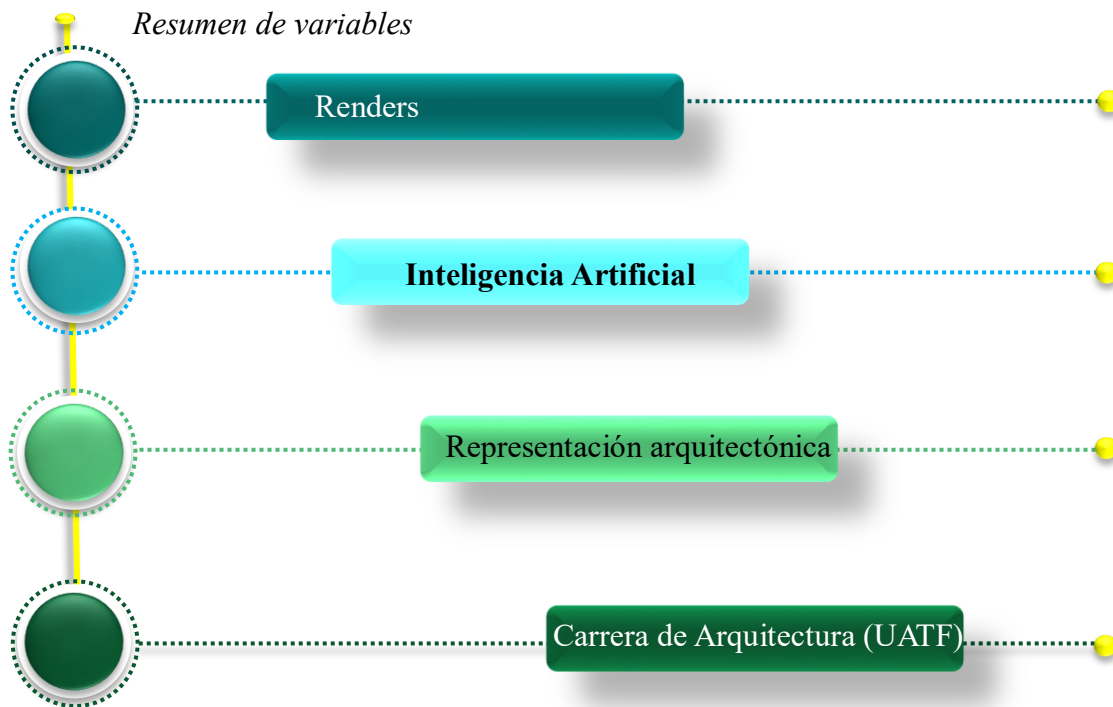 Resumen de variables
Renders
Inteligencia Artificial
Representación arquitectónica
Carrera de Arquitectura (UATF)